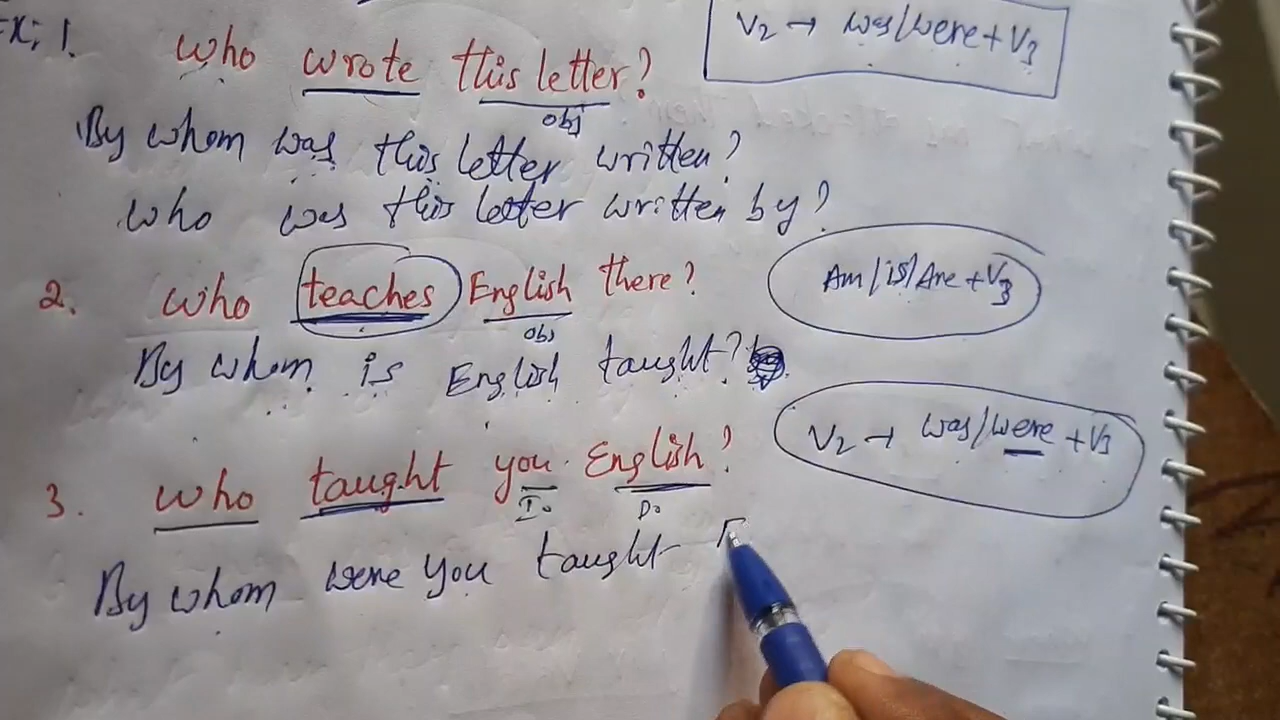 Ex; 1. Who wrote this letter?
V2 → was/were + V3
obj
By whom was this letter written?
who was this letter written by?
2. Who teaches English there?
Am/is/Are + V3
obj
By whom is English taught?
V2 → was/were + V3
3. Who taught you English?
I.o D.o
By whom were you taught